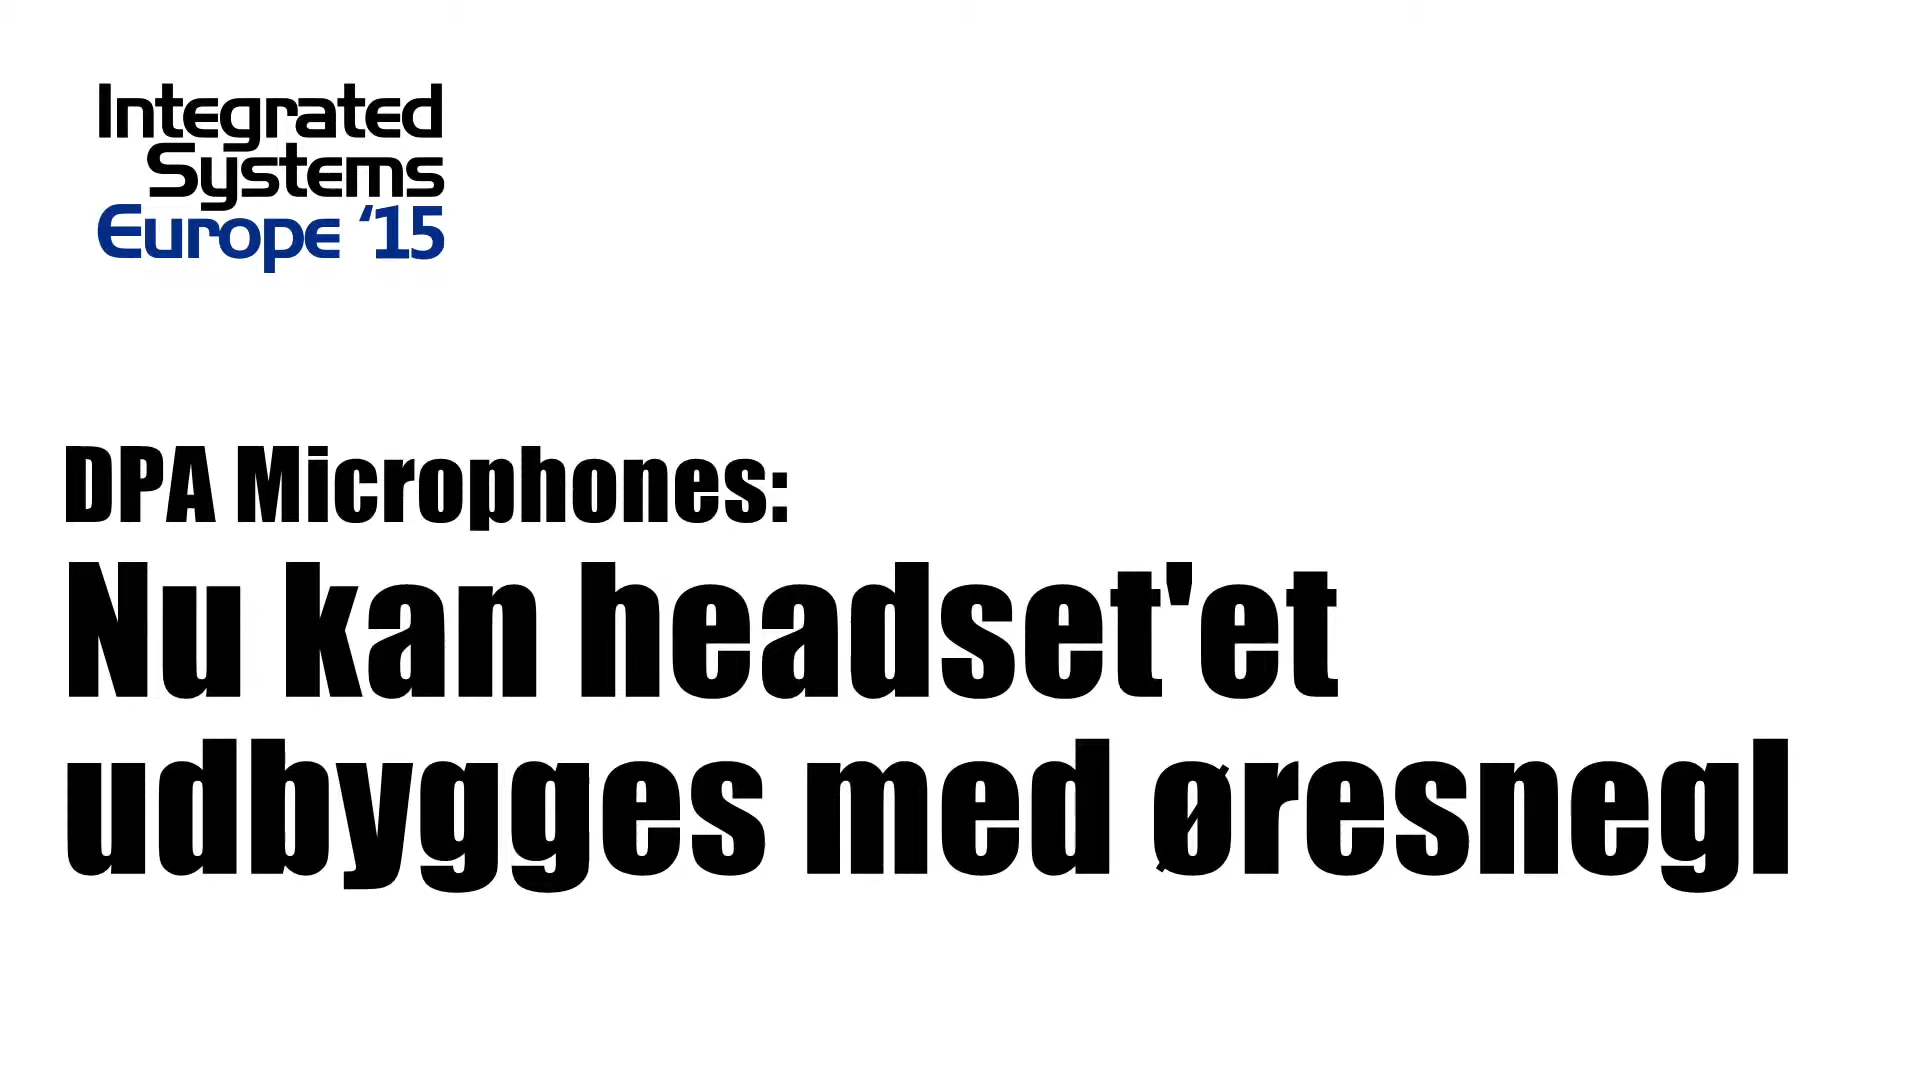 Integrated
Systems
Europe ‘15
DPA Microphones:
Nu kan headset'et
udbygges med øresnegl